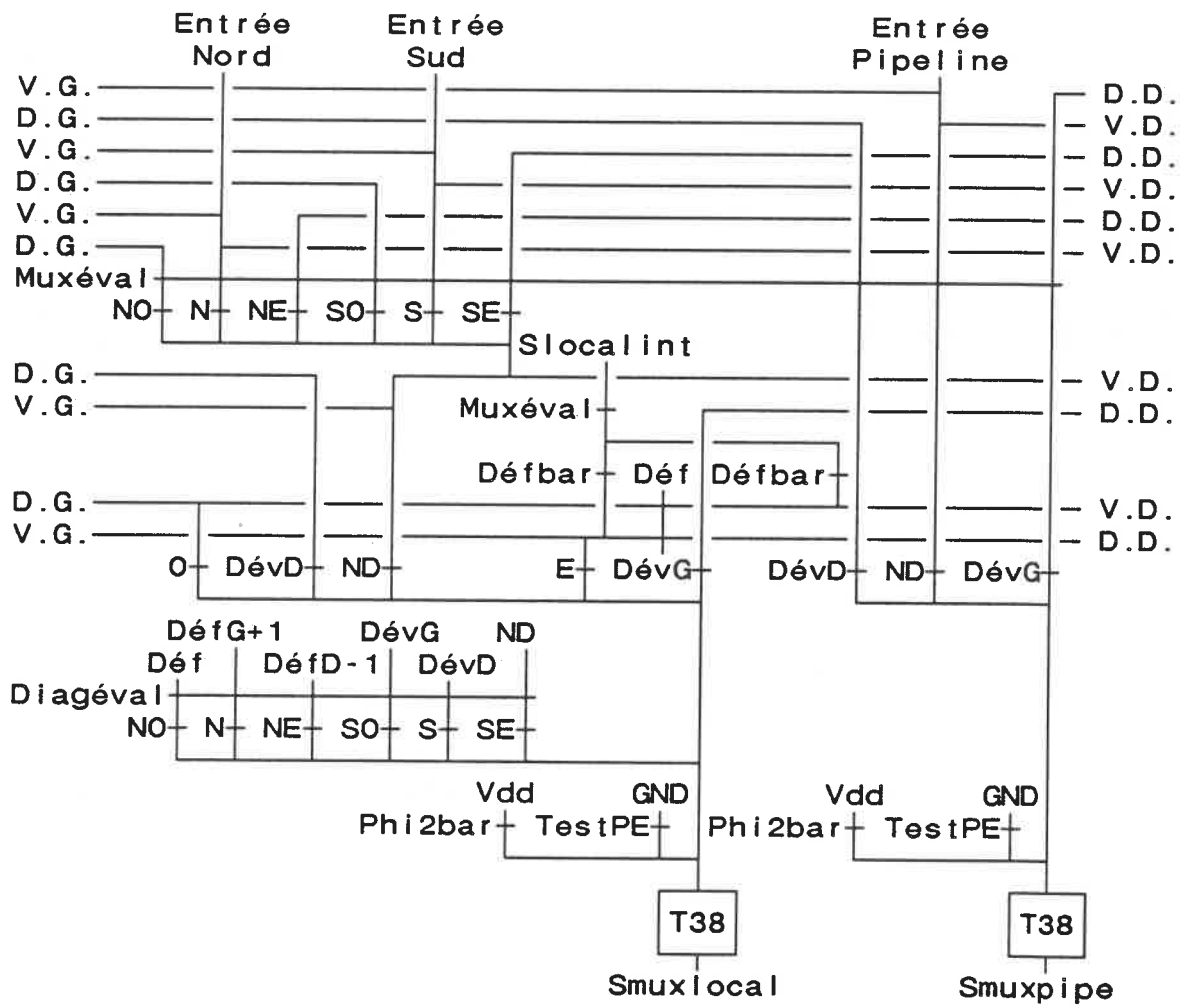 Entrée Nord
Entrée Sud
Entrée Pipeline
V.G. D.D.
D.G. V.D.
V.G. D.D.
D.G. V.D.
V.G. D.D.
D.G. V.D.
Muxéval
NO N NE SO S SE
Slocalint
D.G. V.D.
V.G. Muxéval D.D.
Défbar Déf Défbar
D.G. V.D.
V.G. D.D.
O DévD ND E DévG DévD ND DévG
DéfG+1 DévG ND
Déf DéfD-1 DévD
Diagéval
NO N NE SO S SE
Vdd GND Vdd GND
Phi2bar TestPE Phi2bar TestPE
T38 T38
Smuxlocal Smuxpipe